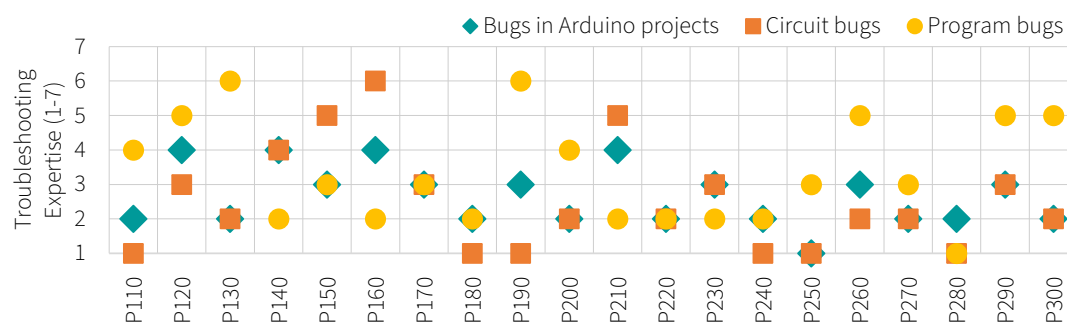 Bugs in Arduino projects Circuit bugs Program bugs
Troubleshooting
Expertise (1-7)
7
6
5
4
3
2
1
P110 P120 P130 P140 P150 P160 P170 P180 P190 P200 P210 P220 P230 P240 P250 P260 P270 P280 P290 P300